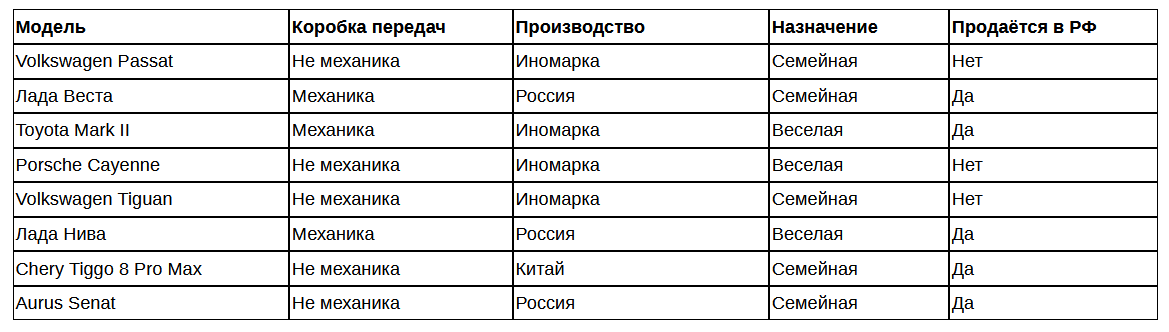 Модель Коробка передач Производство Назначение Продаётся в РФ
Volkswagen Passat Не механика Иномарка Семейная Нет
Лада Веста Механика Россия Семейная Да
Toyota Mark II Механика Иномарка Веселая Да
Porsche Cayenne Не механика Иномарка Веселая Нет
Volkswagen Tiguan Не механика Иномарка Семейная Нет
Лада Нива Механика Россия Веселая Да
Chery Tiggo 8 Pro Max Не механика Китай Семейная Да
Aurus Senat Не механика Россия Семейная Да